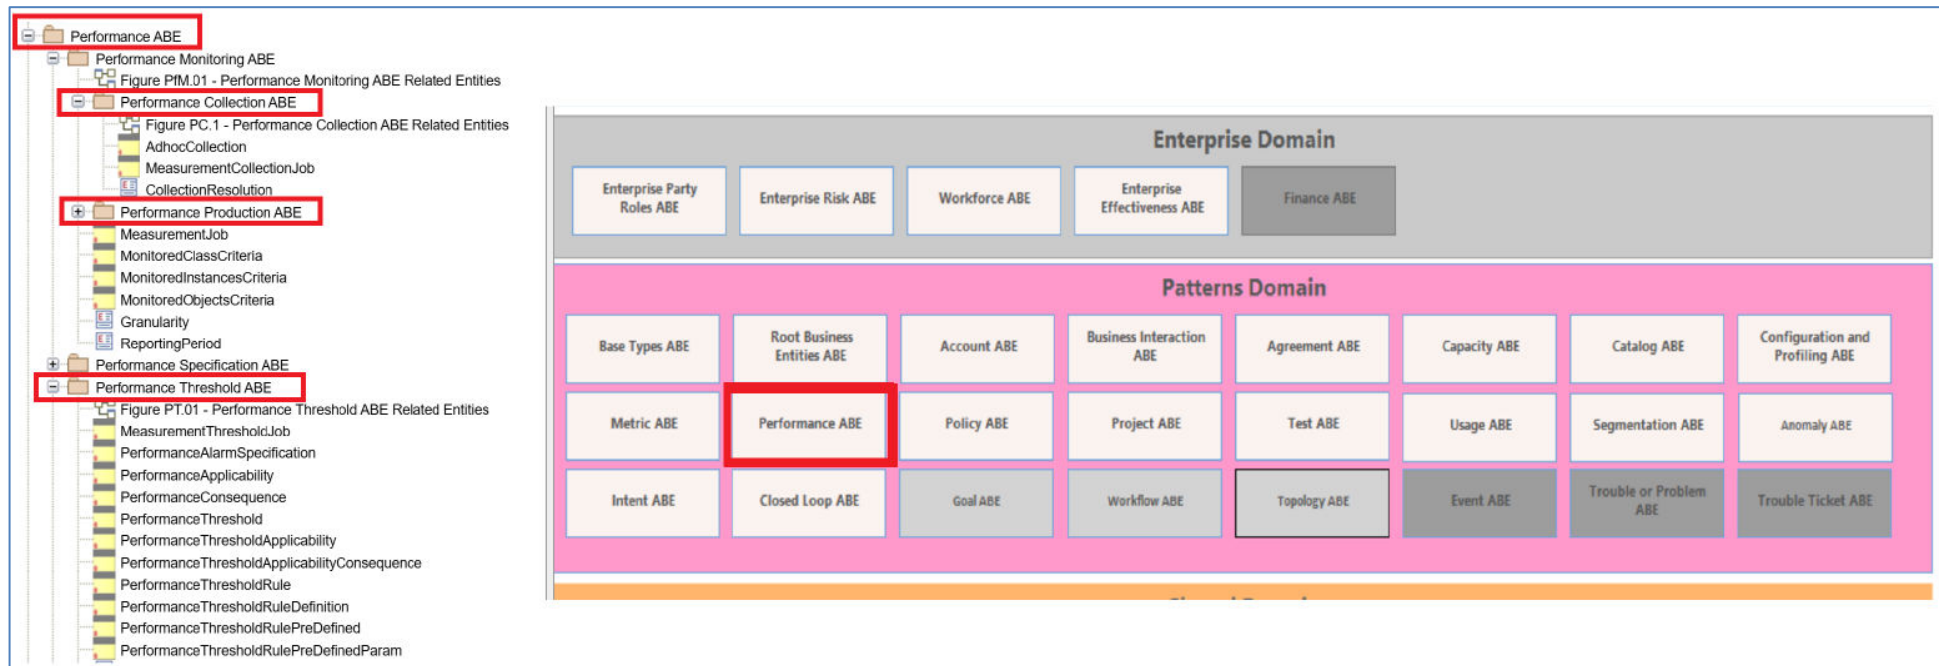 Performance ABE
Performance Monitoring ABE
Figure PfM.01 - Performance Monitoring ABE Related Entities
Performance Collection ABE
Figure PC.1 - Performance Collection ABE Related Entities
AdhocCollection
MeasurementCollectionJob
CollectionResolution
Performance Production ABE
MeasurementJob
MonitoredClassCriteria
MonitoredInstancesCriteria
MonitoredObjectsCriteria
Granularity
ReportingPeriod
Performance Specification ABE
Performance Threshold ABE
Figure PT.01 - Performance Threshold ABE Related Entities
MeasurementThresholdJob
PerformanceAlarmSpecification
PerformanceApplicability
PerformanceConsequence
PerformanceThreshold
PerformanceThresholdApplicability
PerformanceThresholdApplicabilityConsequence
PerformanceThresholdRule
PerformanceThresholdRuleDefinition
PerformanceThresholdRulePreDefined
PerformanceThresholdRulePreDefinedParam
Enterprise Domain
Enterprise Party
Roles ABE
Enterprise Risk ABE
Workforce ABE
Enterprise
Effectiveness ABE
Finance ABE
Patterns Domain
Base Types ABE
Root Business
Entities ABE
Account ABE
Business Interaction
ABE
Agreement ABE
Capacity ABE
Catalog ABE
Configuration and
Profiling ABE
Metric ABE
Performance ABE
Policy ABE
Project ABE
Test ABE
Usage ABE
Segmentation ABE
Anomaly ABE
Intent ABE
Closed Loop ABE
Goal ABE
Workflow ABE
Topology ABE
Event ABE
Trouble or Problem
ABE
Trouble Ticket ABE